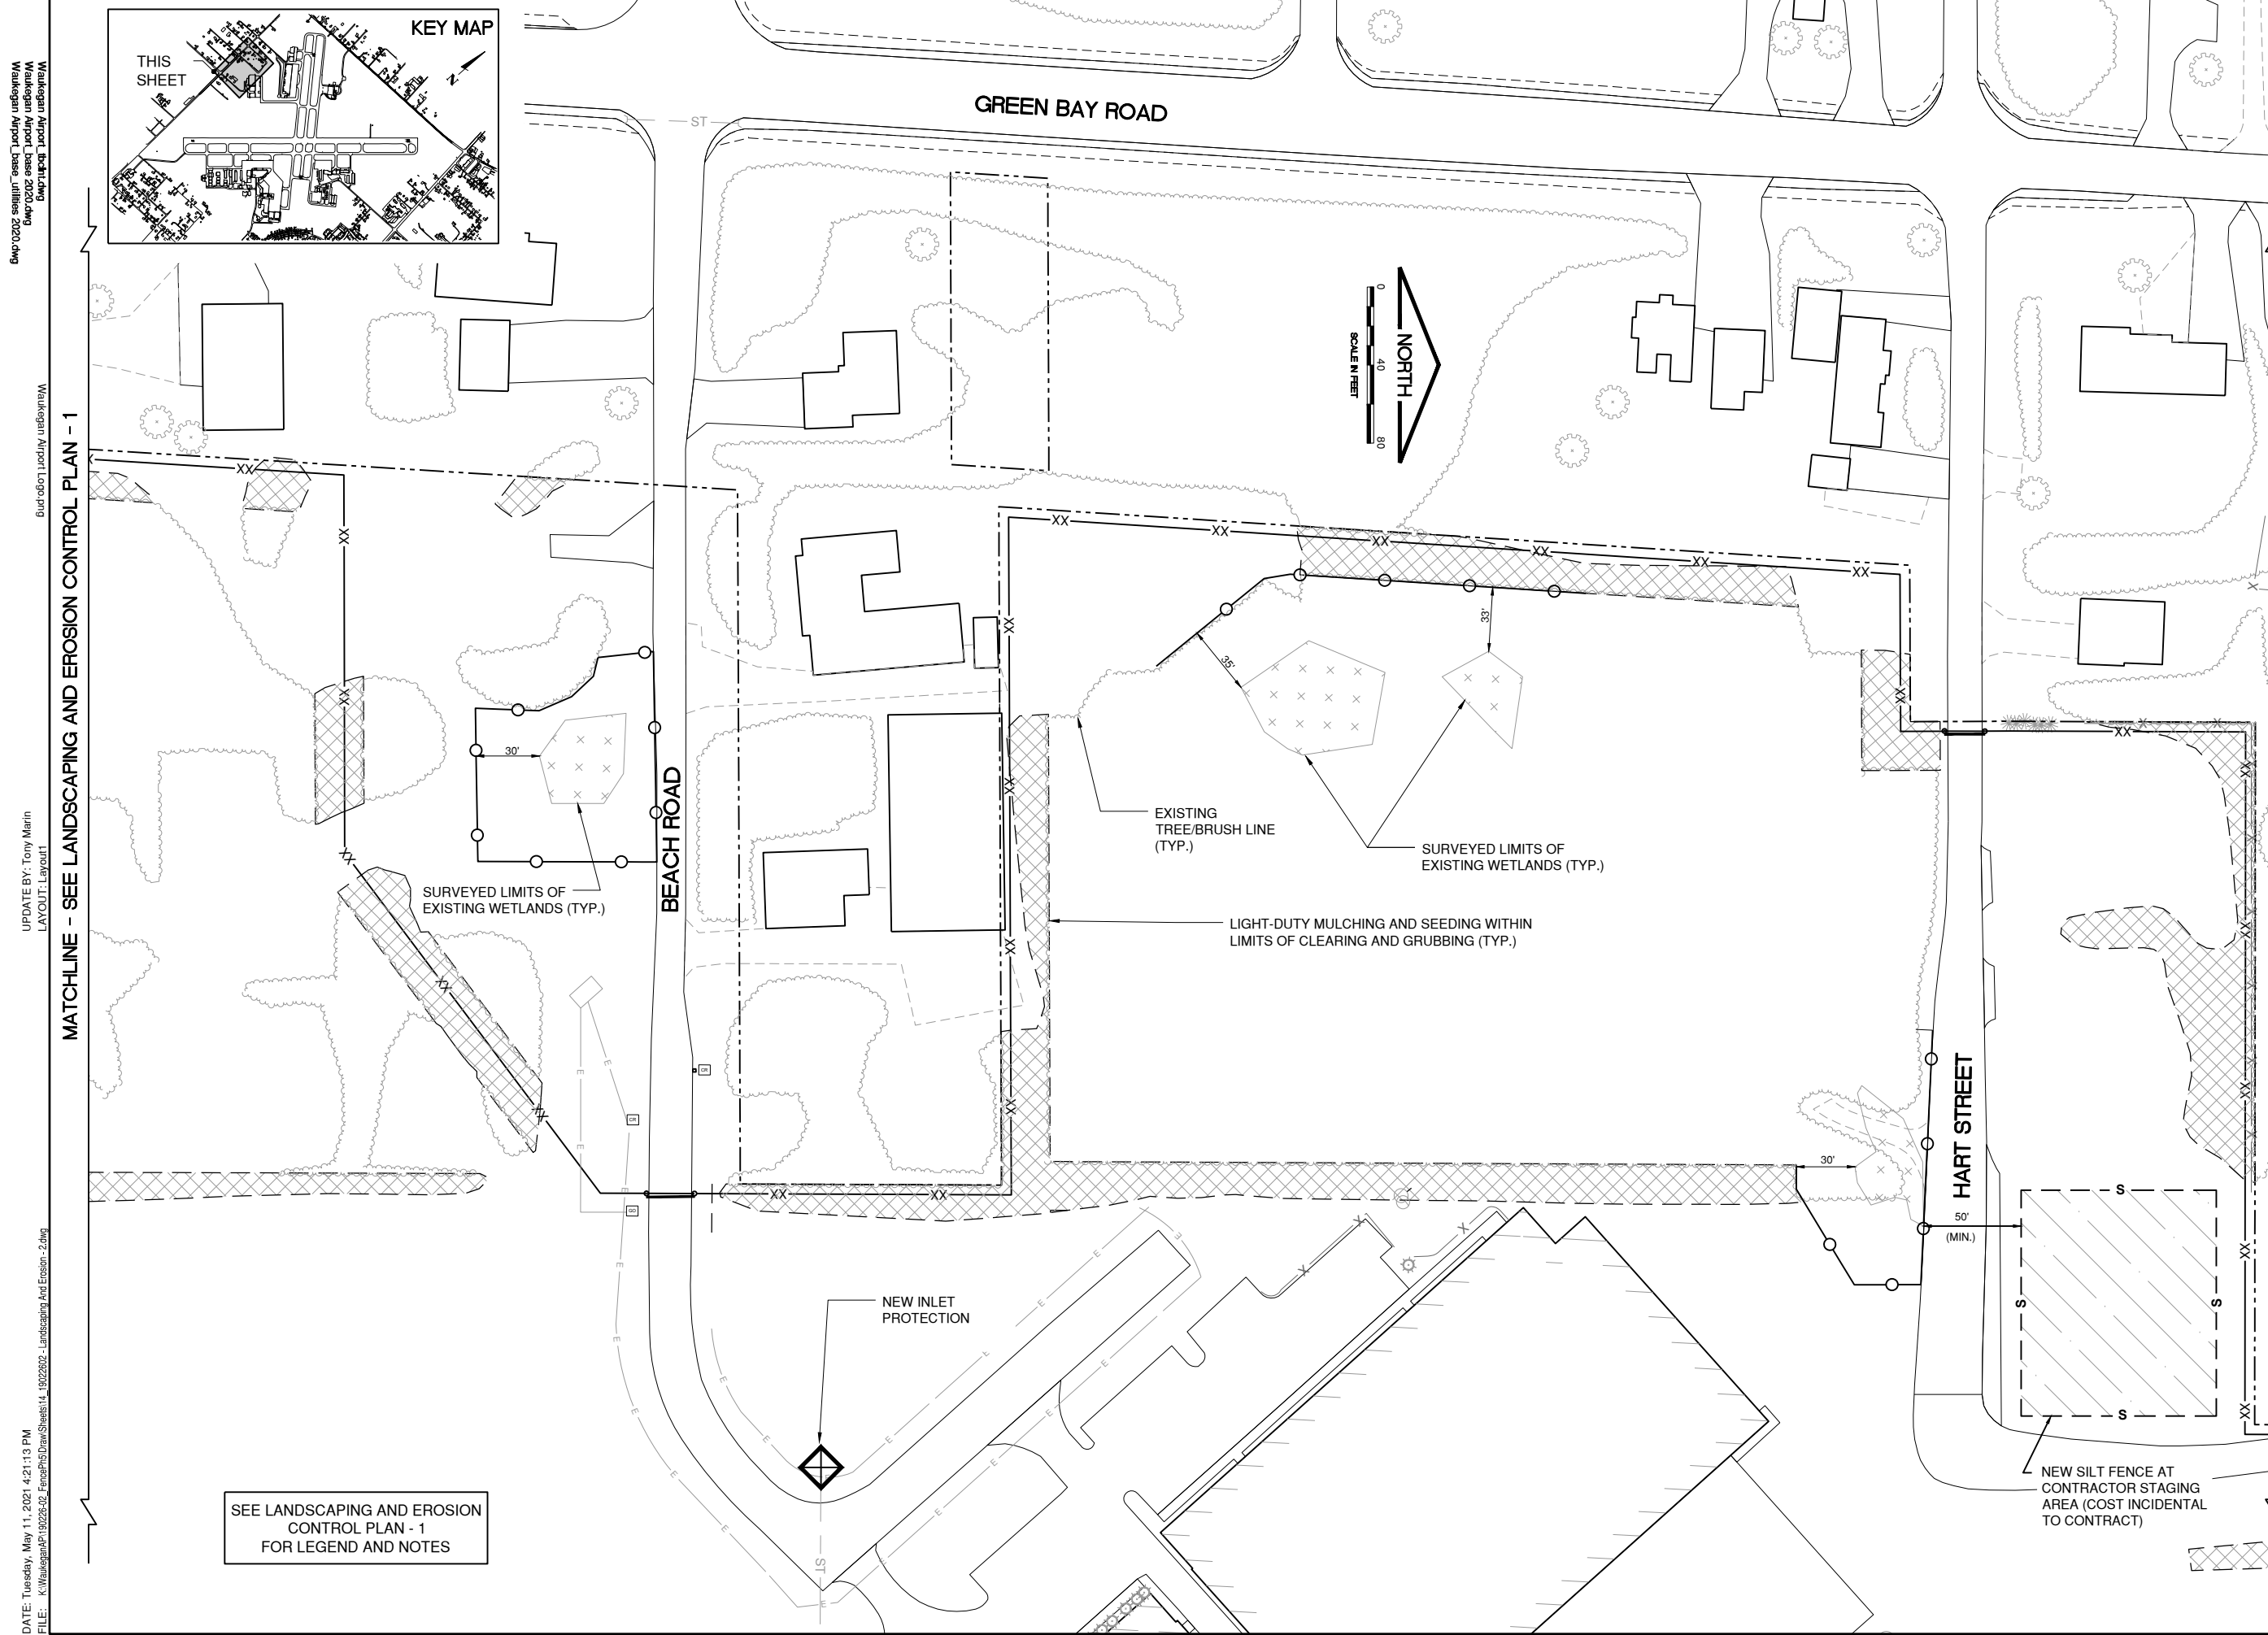 KEY MAP
THIS
SHEET
N
GREEN BAY ROAD
ST
Waukegan Airport_tbdnt.dwg
Waukegan Airport_base 2020.dwg
Waukegan Airport_base_utilities 2020.dwg
Waukegan Airport Logo.png
UPDATE BY: Tony Marin
LAYOUT: Layout1
DATE: Tuesday, May 11, 2021 4:21:13 PM
MATCHLINE - SEE LANDSCAPING AND EROSION CONTROL PLAN - 1
NORTH
0
40
80
SCALE IN FEET
30'
35'
33'
BEACH ROAD
SURVEYED LIMITS OF
EXISTING WETLANDS (TYP.)
EXISTING
TREE/BRUSH LINE
(TYP.)
SURVEYED LIMITS OF
EXISTING WETLANDS (TYP.)
LIGHT-DUTY MULCHING AND SEEDING WITHIN
LIMITS OF CLEARING AND GRUBBING (TYP.)
HART STREET
30'
50'
(MIN.)
S
S
S
S
CR
CR
GO
NEW INLET
PROTECTION
ST
NEW SILT FENCE AT
CONTRACTOR STAGING
AREA (COST INCIDENTAL
TO CONTRACT)
SEE LANDSCAPING AND EROSION
CONTROL PLAN - 1
FOR LEGEND AND NOTES